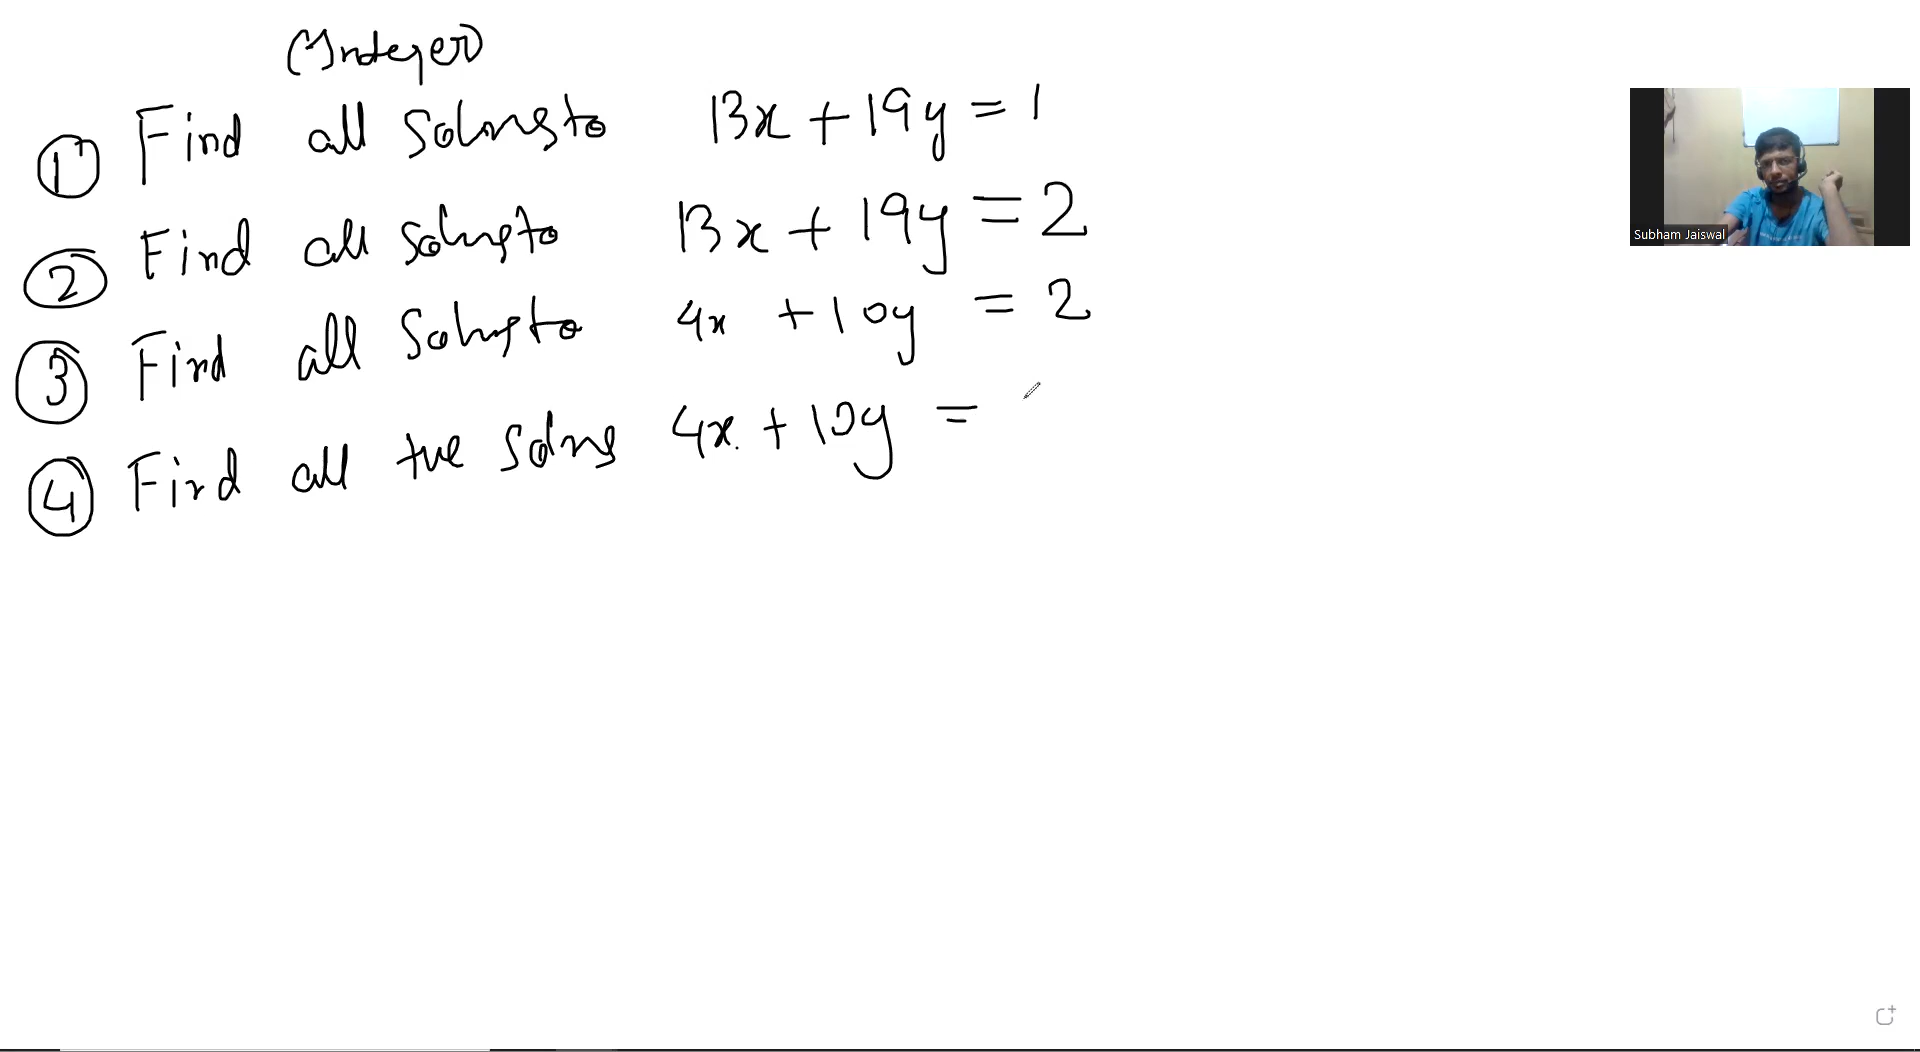 (Integer)
① Find all Solns to 13x + 19y = 1
② Find all Solns to 13x + 19y = 2
③ Find all Solns to 4x + 10y = 2
④ Find all +ve Solns 4x + 10y =
Subham Jaiswal